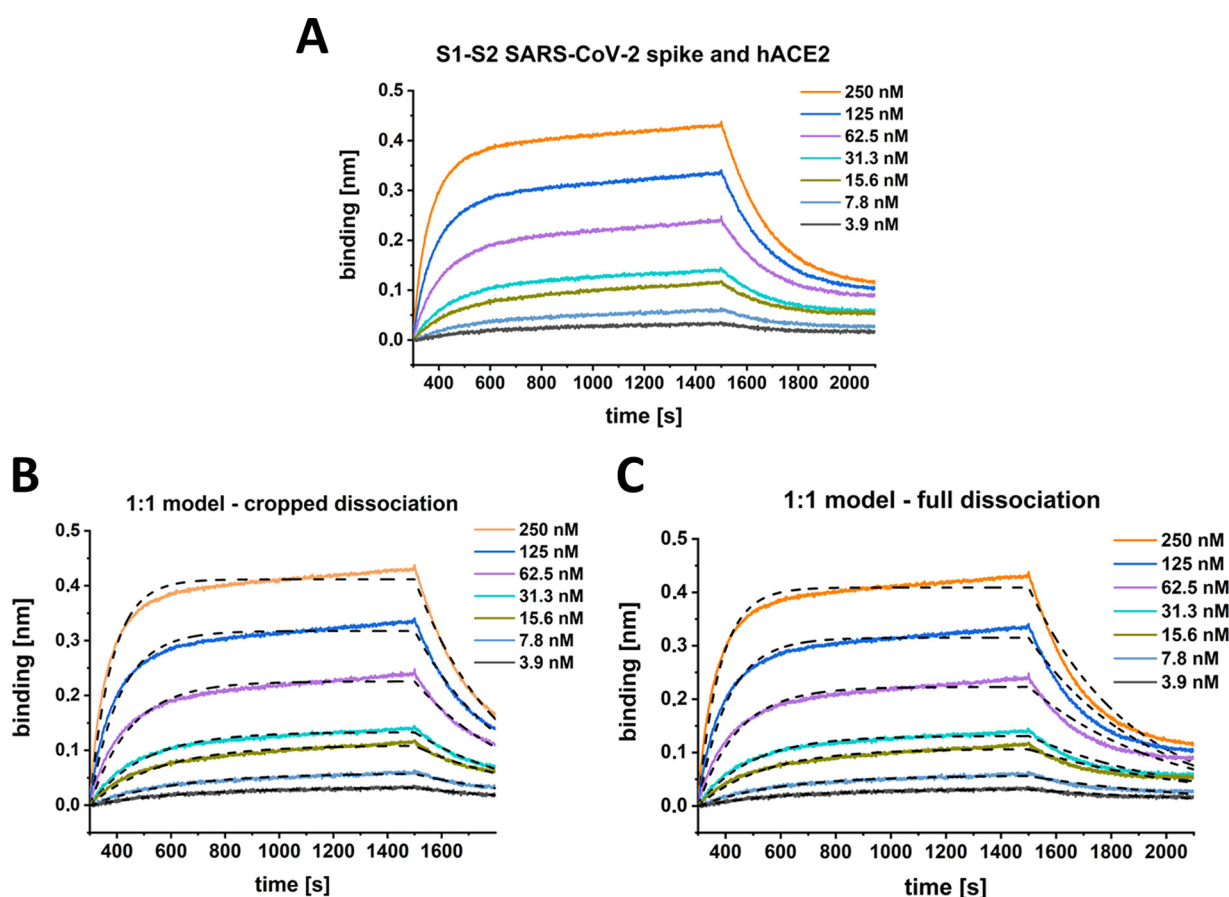 A
S1-S2 SARS-CoV-2 spike and hACE2
binding [nm]
0.5
0.4
0.3
0.2
0.1
0.0
250 nM
125 nM
62.5 nM
31.3 nM
15.6 nM
7.8 nM
3.9 nM
400 600 800 1000 1200 1400 1600 1800 2000
time [s]
B
1:1 model - cropped dissociation
binding [nm]
0.5
0.4
0.3
0.2
0.1
0.0
250 nM
125 nM
62.5 nM
31.3 nM
15.6 nM
7.8 nM
3.9 nM
400 600 800 1000 1200 1400 1600
time [s]
C
1:1 model - full dissociation
binding [nm]
0.5
0.4
0.3
0.2
0.1
0.0
250 nM
125 nM
62.5 nM
31.3 nM
15.6 nM
7.8 nM
3.9 nM
400 600 800 1000 1200 1400 1600 1800 2000
time [s]